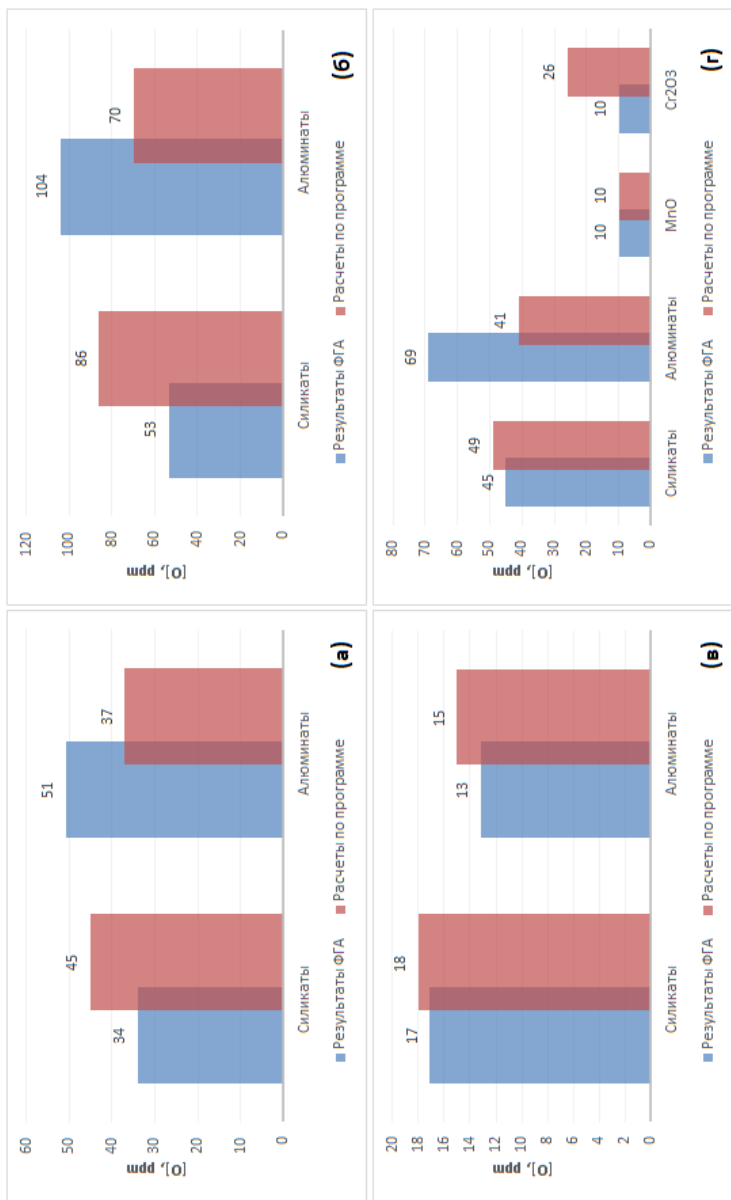 60
50
40
30
20
10
0
[O], ppm
34
45
51
37
Силикаты
Алюминаты
Результаты ФГА
Расчеты по программе
(а)
120
100
80
60
40
20
0
[O], ppm
53
86
104
70
Силикаты
Алюминаты
Результаты ФГА
Расчеты по программе
(б)
20
18
16
14
12
10
8
6
4
2
0
[O], ppm
17
18
13
15
Силикаты
Алюминаты
Результаты ФГА
Расчеты по программе
(в)
80
70
60
50
40
30
20
10
0
[O], ppm
45
49
69
41
10
10
10
26
Силикаты
Алюминаты
MnO
Cr2O3
Результаты ФГА
Расчеты по программе
(г)